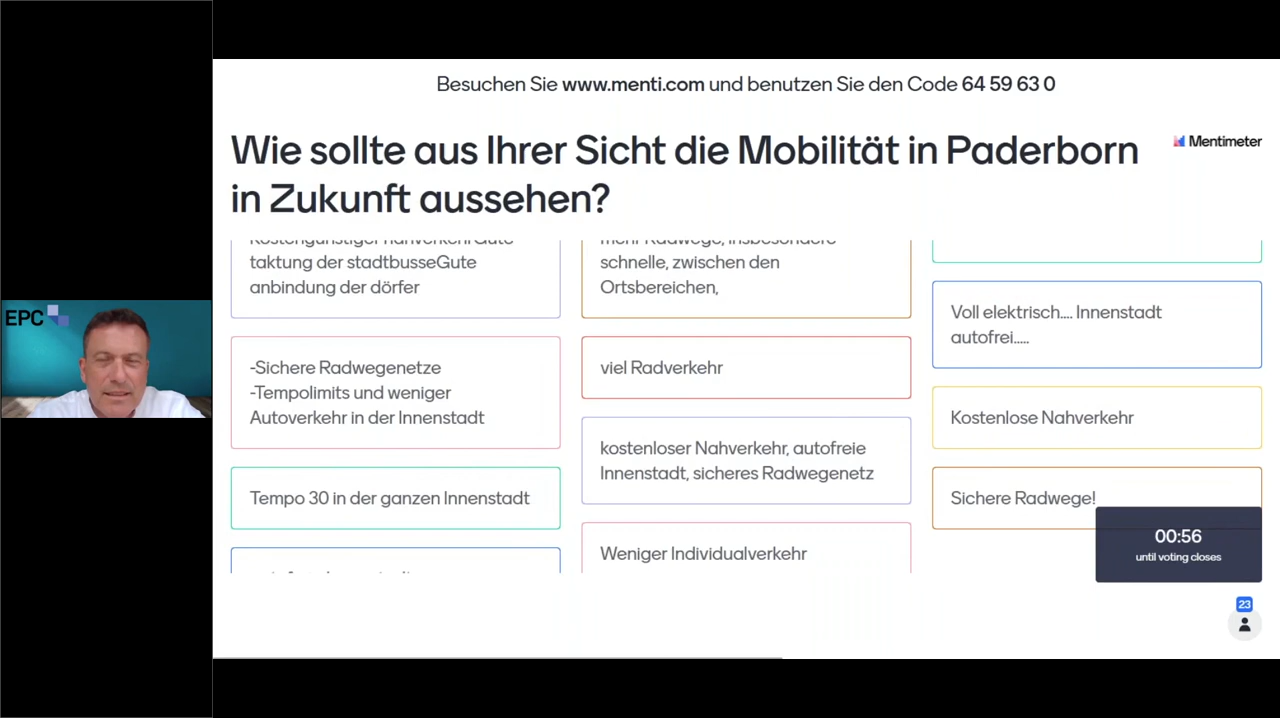 Besuchen Sie www.menti.com und benutzen Sie den Code 64 59 63 0
Wie sollte aus Ihrer Sicht die Mobilität in Paderborn
in Zukunft aussehen?
Mentimeter
taktung der stadtbusseGute
anbindung der dörfer
-Sichere Radwegenetze
-Tempolimits und weniger
Autoverkehr in der Innenstadt
Tempo 30 in der ganzen Innenstadt
mehr Radwege, insbesondere
schnelle, zwischen den
Ortsbereichen,
viel Radverkehr
kostenloser Nahverkehr, autofreie
Innenstadt, sicheres Radwegenetz
Weniger Individualverkehr
Voll elektrisch.... Innenstadt
autofrei.....
Kostenlose Nahverkehr
Sichere Radwege!
00:56
until voting closes
23
EPC